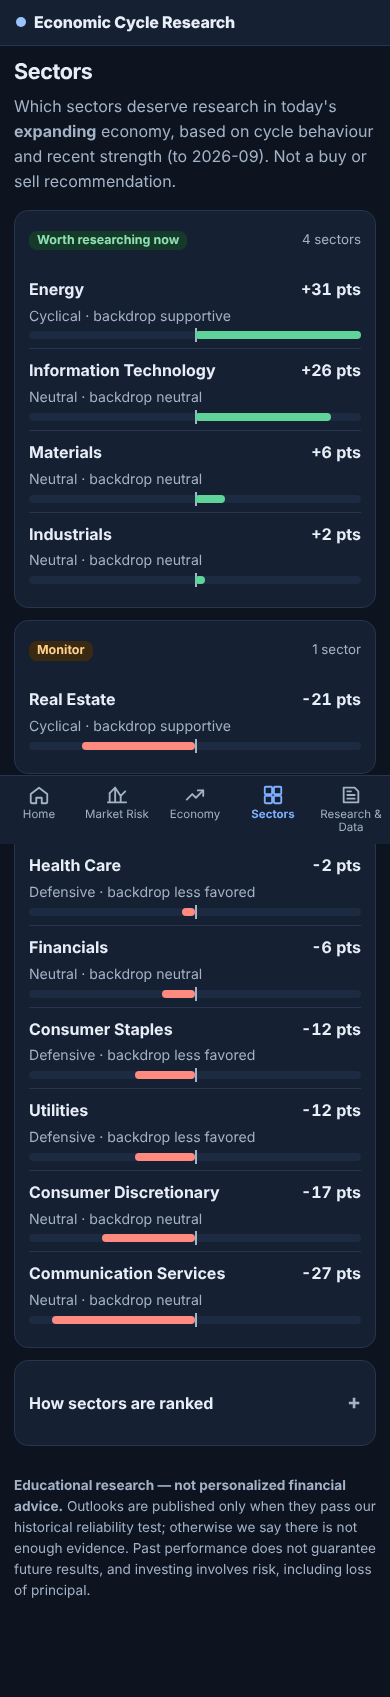 Economic Cycle Research
Sectors
Which sectors deserve research in today's
expanding economy, based on cycle behaviour
and recent strength (to 2026-09). Not a buy or
sell recommendation.
Worth researching now
4 sectors
Energy
+31 pts
Cyclical · backdrop supportive
Information Technology
+26 pts
Neutral · backdrop neutral
Materials
+6 pts
Neutral · backdrop neutral
Industrials
+2 pts
Neutral · backdrop neutral
Monitor
1 sector
Real Estate
-21 pts
Cyclical · backdrop supportive
Home
Market Risk
Economy
Sectors
Research &
Data
Health Care
-2 pts
Defensive · backdrop less favored
Financials
-6 pts
Neutral · backdrop neutral
Consumer Staples
-12 pts
Defensive · backdrop less favored
Utilities
-12 pts
Defensive · backdrop less favored
Consumer Discretionary
-17 pts
Neutral · backdrop neutral
Communication Services
-27 pts
Neutral · backdrop neutral
How sectors are ranked
+
Educational research — not personalized financial
advice. Outlooks are published only when they pass our
historical reliability test; otherwise we say there is not
enough evidence. Past performance does not guarantee
future results, and investing involves risk, including loss
of principal.